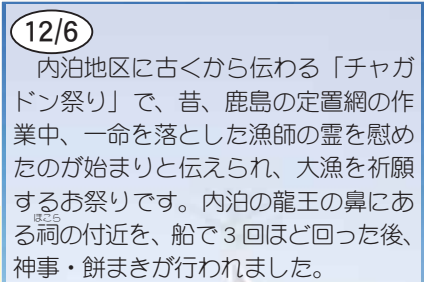 12/6
内泊地区に古くから伝わる「チャガ
ドン祭り」で、昔、鹿島の定置網の作
業中、一命を落とした漁師の霊を慰め
たのが始まりと伝えられ、大漁を祈願
するお祭りです。内泊の龍王の鼻にあ
ほこら
る祠の付近を、船で3回ほど回った後、
神事・餅まきが行われました。